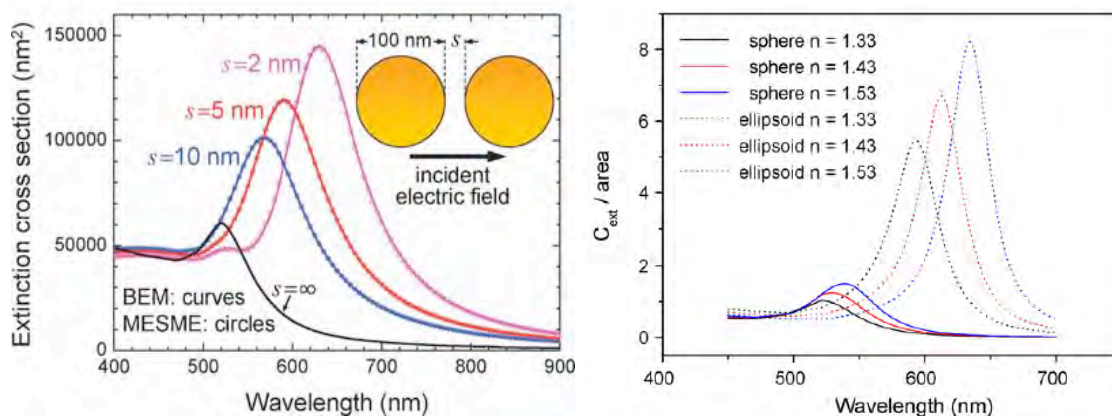 Extinction cross section (nm²)
150000
100000
50000
0
s=2 nm
s=5 nm
s=10 nm
100 nm
s
incident
electric field
s=∞
BEM: curves
MESME: circles
400 500 600 700 800 900
Wavelength (nm)
C_ext / area
8
6
4
2
0
sphere n = 1.33
sphere n = 1.43
sphere n = 1.53
ellipsoid n = 1.33
ellipsoid n = 1.43
ellipsoid n = 1.53
400 500 600 700
Wavelength (nm)